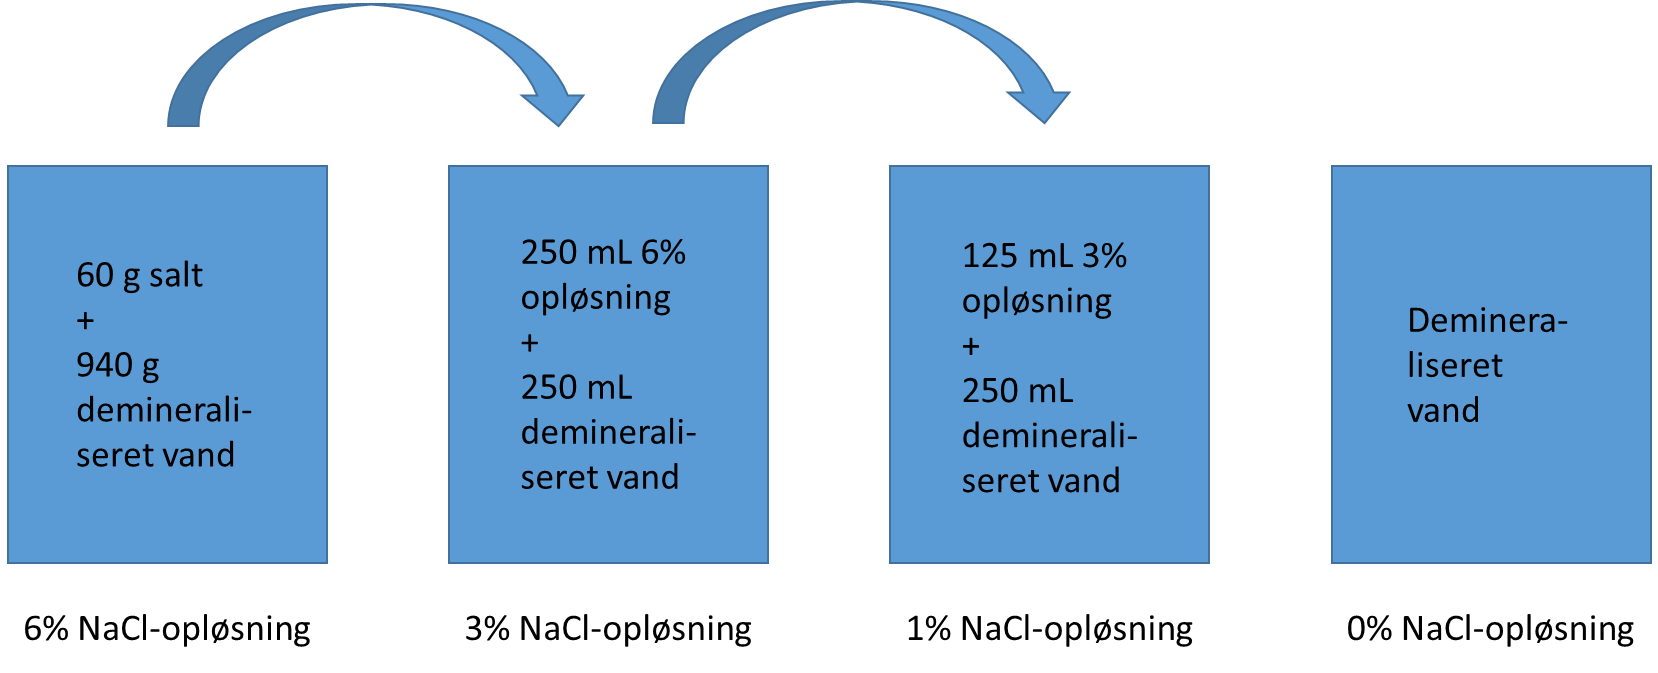 60 g salt
+
940 g
deminerali-
seret vand
250 mL 6%
opløsning
+
250 mL
deminerali-
seret vand
125 mL 3%
opløsning
+
250 mL
deminerali-
seret vand
Deminera-
liseret
vand
6% NaCl-opløsning
3% NaCl-opløsning
1% NaCl-opløsning
0% NaCl-opløsning